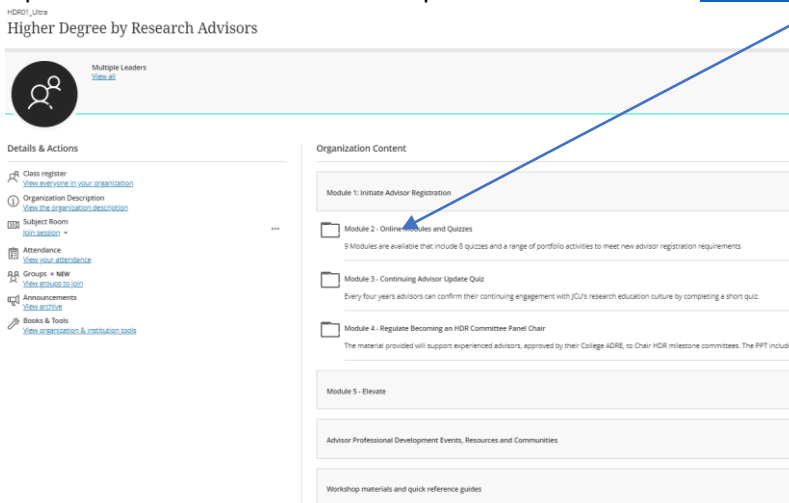 HDR01_Ultra
Higher Degree by Research Advisors
Multiple Leaders
View all
Details & Actions
Class register
View everyone in your organization
Organization Description
View the organization description
Subject Room
Join session
Attendance
View your attendance
Groups • NEW
View groups to join
Announcements
View archive
Books & Tools
View organization & institution tools
Organization Content
Module 1: Initiate Advisor Registration
Module 2 - Online Modules and Quizzes
9 Modules are available that include 8 quizzes and a range of portfolio activities to meet new advisor registration requirements
Module 3 - Continuing Advisor Update Quiz
Every four years advisors can confirm their continuing engagement with JCU's research education culture by completing a short quiz.
Module 4 - Regulate Becoming an HDR Committee Panel Chair
The material provided will support experienced advisors, approved by their College ADRE, to Chair HDR milestone committees. The PPT includ
Module 5 - Elevate
Advisor Professional Development Events, Resources and Communities
Workshop materials and quick reference guides